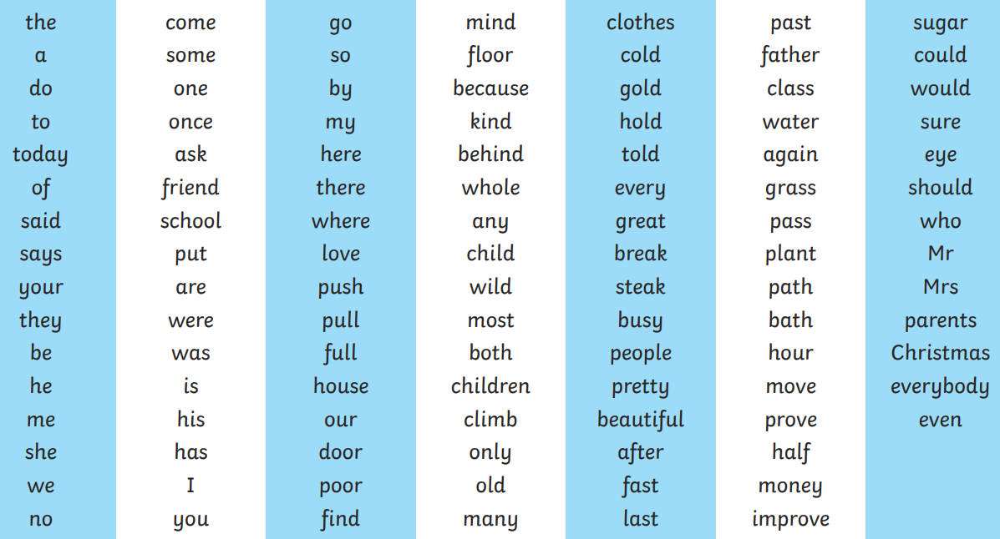 the come go mind clothes past sugar
a some so floor cold father could
do one by because gold class would
to once my kind hold water sure
today ask here behind told again eye
of friend there whole every grass should
said school where any great pass who
says put love child break plant Mr
your are push wild steak path Mrs
they were pull most busy bath parents
be was full both people hour Christmas
he is house children pretty move everybody
me his our climb beautiful prove even
she has door only after half
we I poor old fast money
no you find many last improve